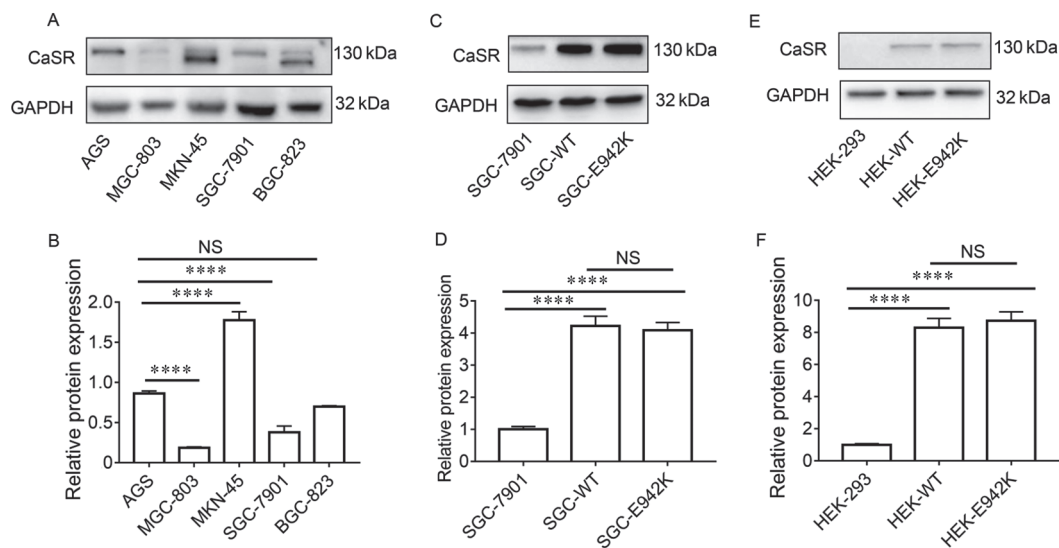 A
CaSR
130 kDa
GAPDH
32 kDa
AGS
MGC-803
MKN-45
SGC-7901
BGC-823
C
CaSR
130 kDa
GAPDH
32 kDa
SGC-7901
SGC-WT
SGC-E942K
E
CaSR
130 kDa
GAPDH
32 kDa
HEK-293
HEK-WT
HEK-E942K
B
NS
****
****
****
Relative protein expression
2.0
1.5
1.0
0.5
0
AGS
MGC-803
MKN-45
SGC-7901
BGC-823
D
NS
****
****
Relative protein expression
5
4
3
2
1
0
SGC-7901
SGC-WT
SGC-E942K
F
NS
****
****
Relative protein expression
10
8
6
4
2
0
HEK-293
HEK-WT
HEK-E942K